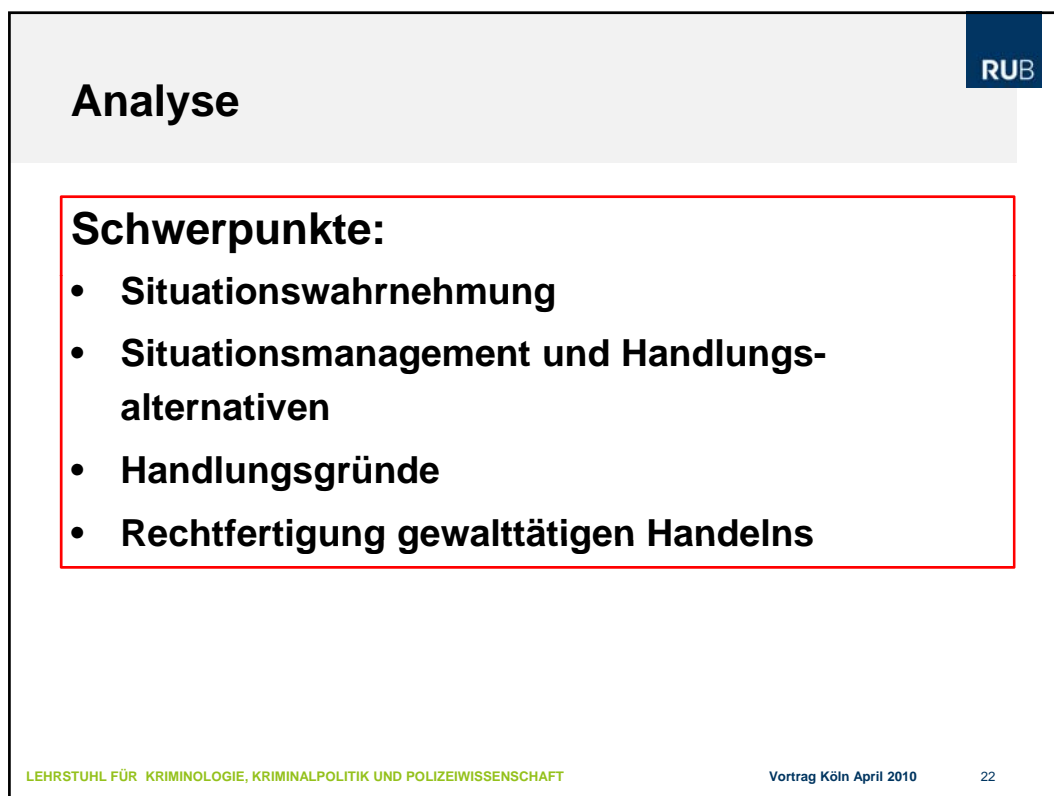 RUB
Analyse
Schwerpunkte:
• Situationswahrnehmung
• Situationsmanagement und Handlungs-
alternativen
• Handlungsgründe
• Rechtfertigung gewalttätigen Handelns
LEHRSTUHL FÜR KRIMINOLOGIE, KRIMINALPOLITIK UND POLIZEIWISSENSCHAFT Vortrag Köln April 2010 22